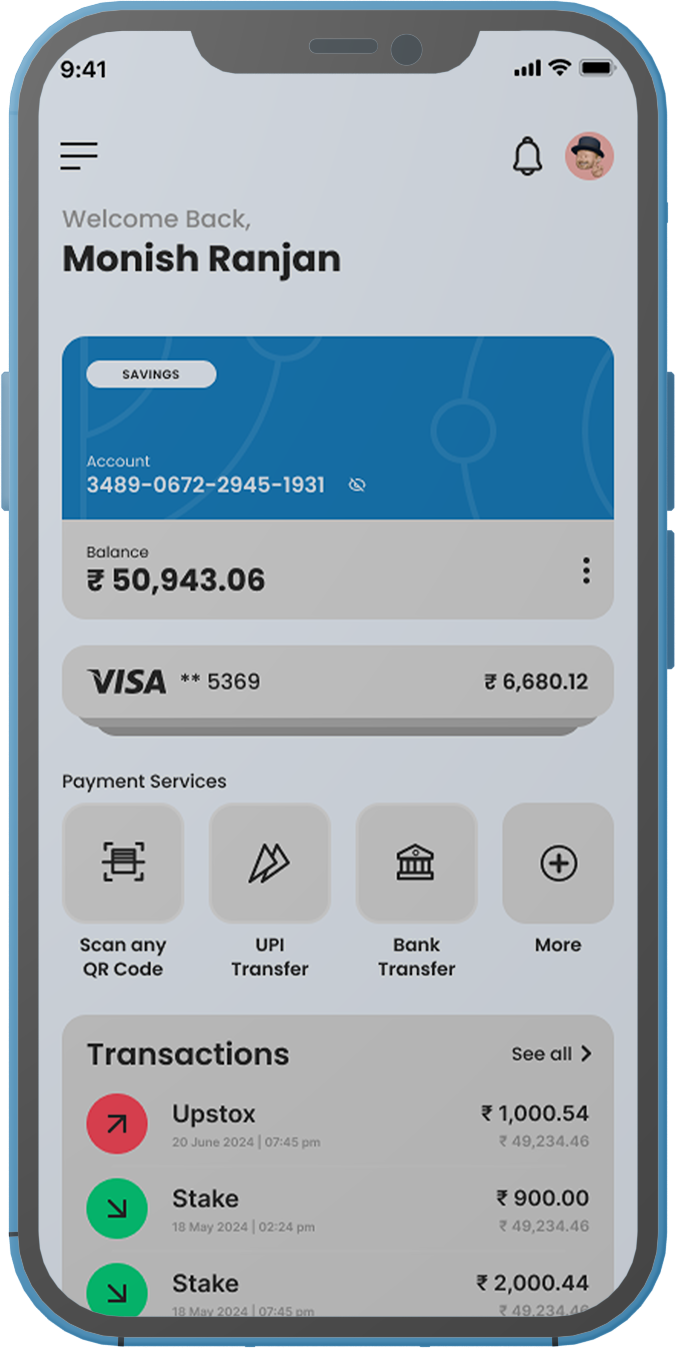 9:41
Welcome Back,
Monish Ranjan
SAVINGS
Account
3489-0672-2945-1931
Balance
₹ 50,943.06
VISA ** 5369 ₹ 6,680.12
Payment Services
Scan any
QR Code
UPI
Transfer
Bank
Transfer
More
Transactions See all
Upstox ₹ 1,000.54
20 June 2024 | 07:45 pm ₹ 49,234.46
Stake ₹ 900.00
18 May 2024 | 02:24 pm ₹ 49,234.46
Stake ₹ 2,000.44
18 May 2024 | 07:45 pm ₹ 49,234.46